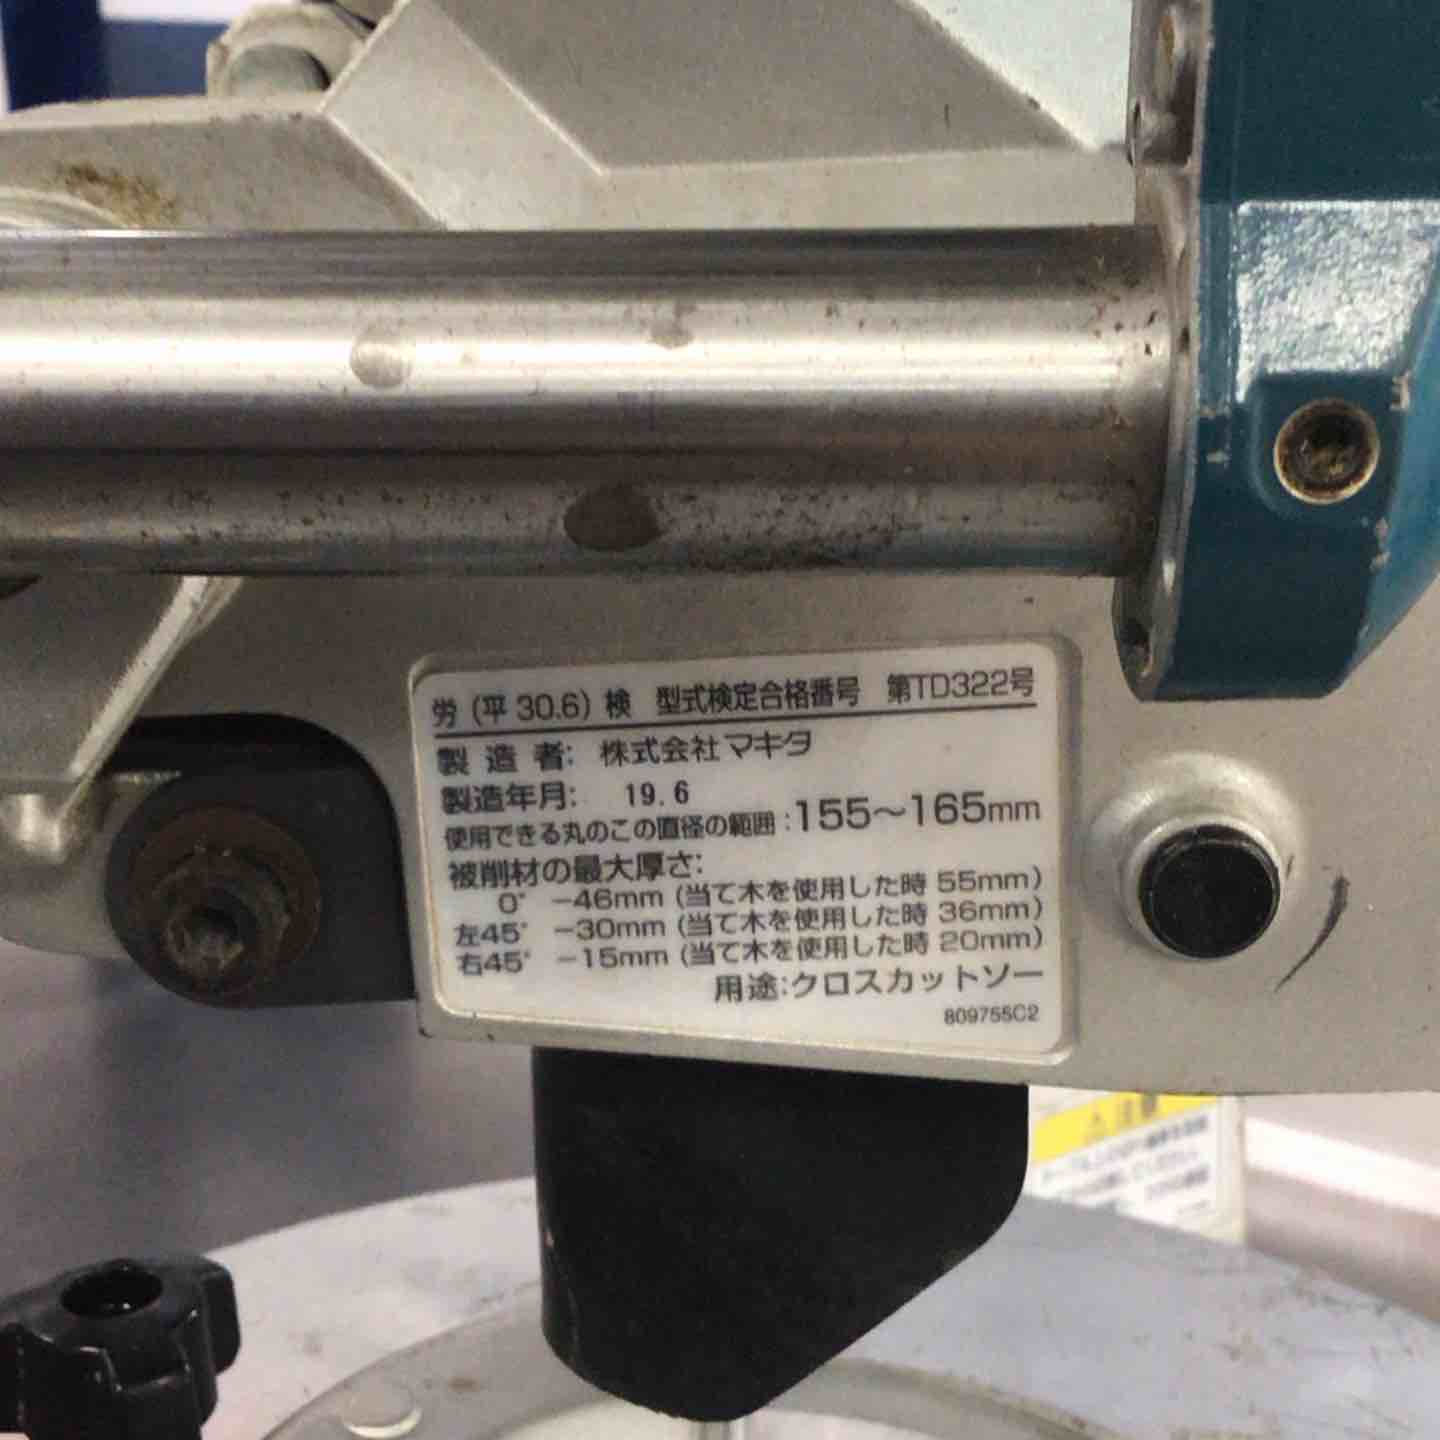 労 (平 30.6) 検 型式検定合格番号 第TD322号
製造者: 株式会社マキタ
製造年月: 19.6
使用できる丸のこの直径の範囲:155〜165mm
被削材の最大厚さ:
0° −46mm (当て木を使用した時 55mm)
左45° −30mm (当て木を使用した時 36mm)
右45° −15mm (当て木を使用した時 20mm)
用途:クロスカットソー
809755C2
注意